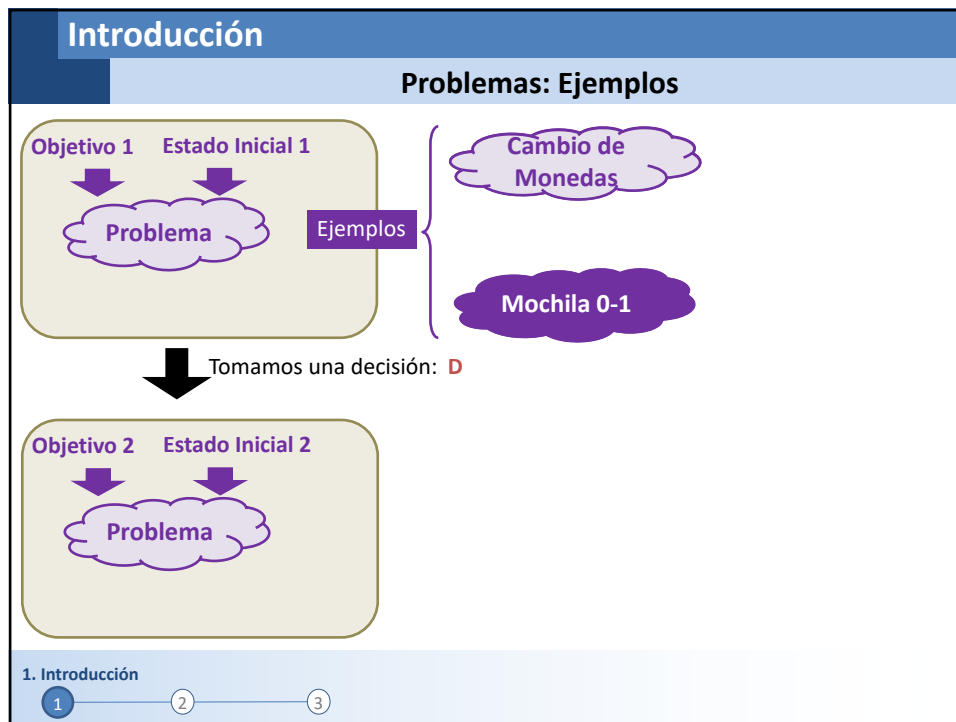 Introducción
Problemas: Ejemplos
Objetivo 1
Estado Inicial 1
Problema
Ejemplos
Cambio de
Monedas
Mochila 0-1
Tomamos una decisión: D
Objetivo 2
Estado Inicial 2
Problema
1. Introducción
1
2
3